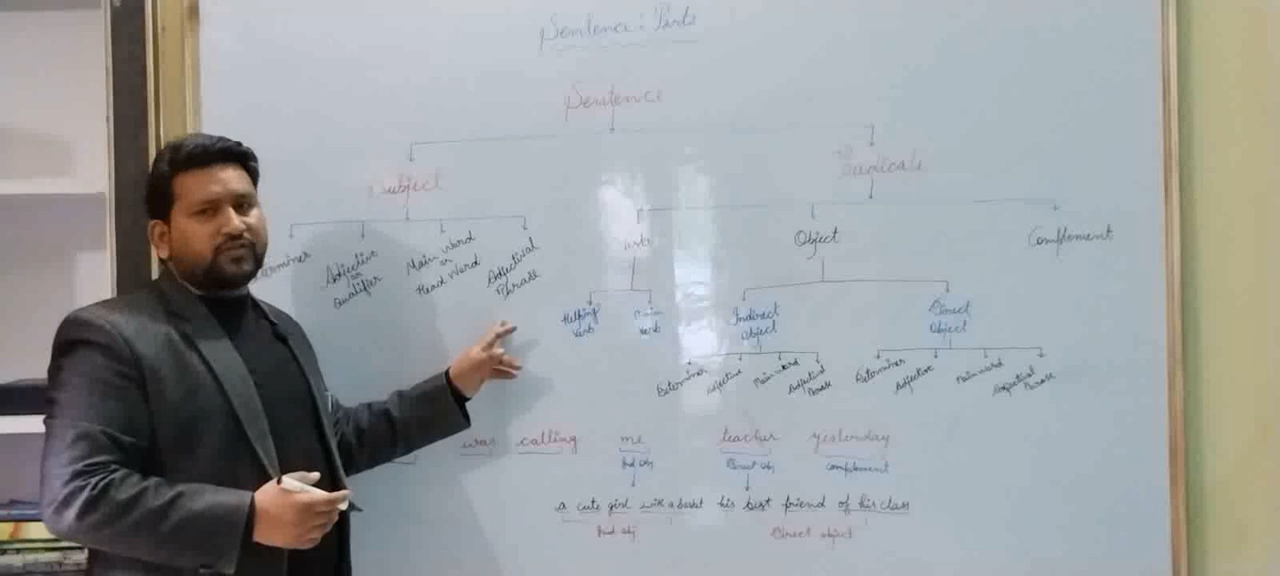 Sentence : Parts
Sentence
Subject Predicate
Adjective or Qualifier
Main Word or Head Word
Adjectival Phrase
Verb Object Complement
Helping Verb
Main Verb
Indirect Object
Direct Object
Determiner Adjective Main word Adjectival Phrase
Determiner Adjective Main word Adjectival Phrase
was calling me teacher yesterday
Ind obj Direct obj complement
a cute girl with a basket his best friend of his class
Ind obj Direct object